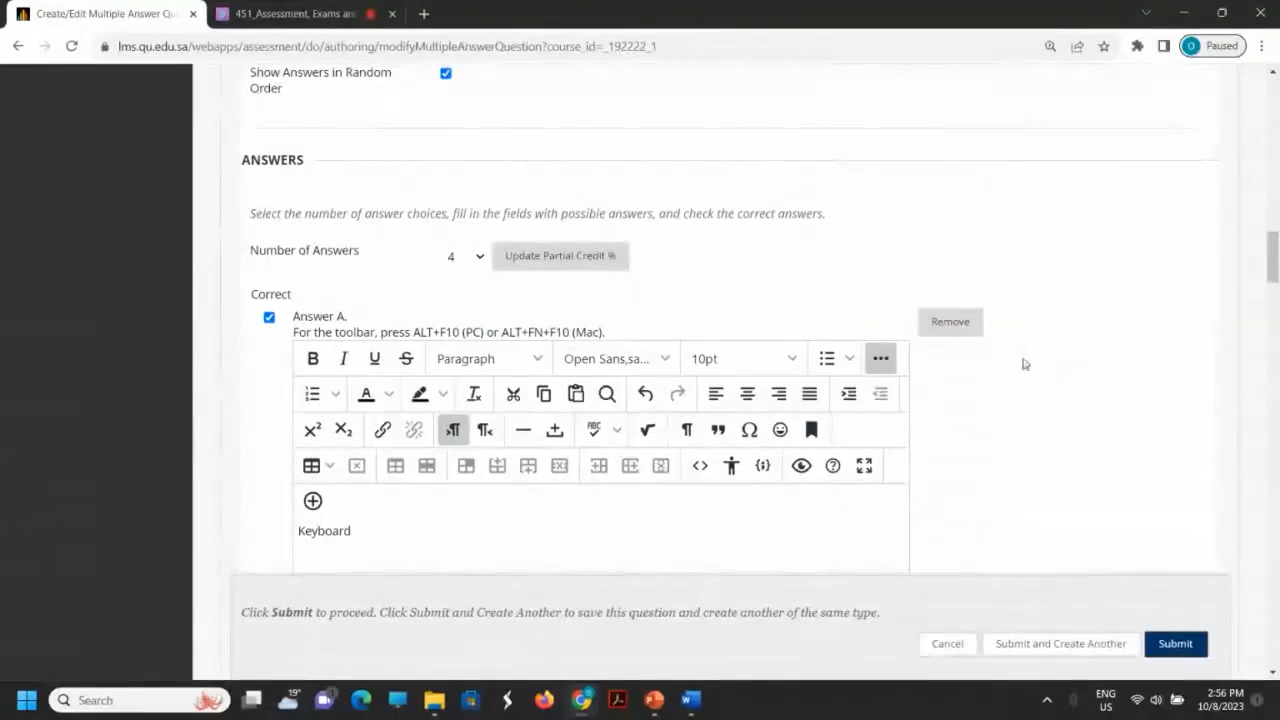 Create/Edit Multiple Answer Qu
451_Assessment, Exams an
lms.qu.edu.sa/webapps/assessment/do/authoring/modifyMultipleAnswerQuestion?course_id=_192222_1
Paused
Show Answers in Random
Order
ANSWERS
Select the number of answer choices, fill in the fields with possible answers, and check the correct answers.
Number of Answers
4
Update Partial Credit %
Correct
Answer A.
Remove
For the toolbar, press ALT+F10 (PC) or ALT+FN+F10 (Mac).
B I U S Paragraph Open Sans,sa... 10pt
Keyboard
Click Submit to proceed. Click Submit and Create Another to save this question and create another of the same type.
Cancel
Submit and Create Another
Submit
Search
19°
ENG
US
2:56 PM
10/8/2023